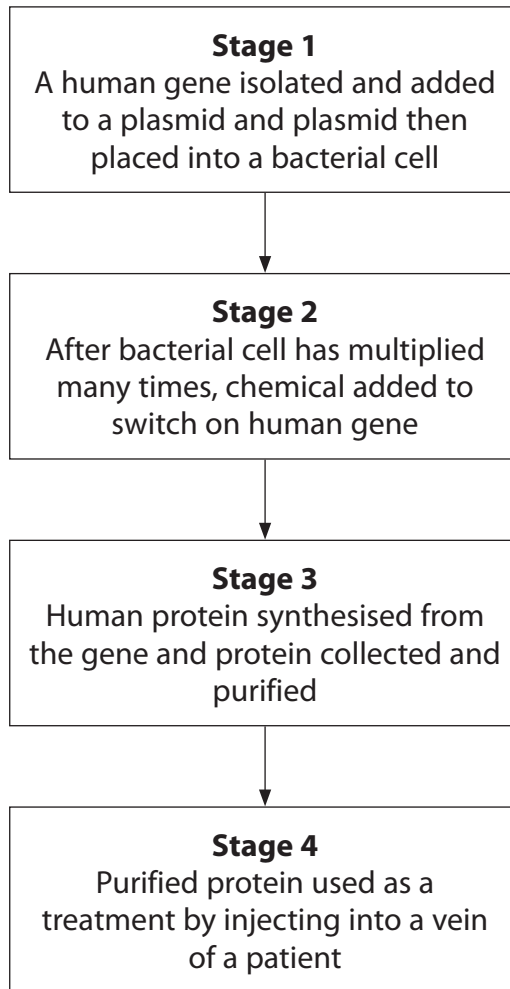 Stage 1
A human gene isolated and added
to a plasmid and plasmid then
placed into a bacterial cell
Stage 2
After bacterial cell has multiplied
many times, chemical added to
switch on human gene
Stage 3
Human protein synthesised from
the gene and protein collected and
purified
Stage 4
Purified protein used as a
treatment by injecting into a vein
of a patient